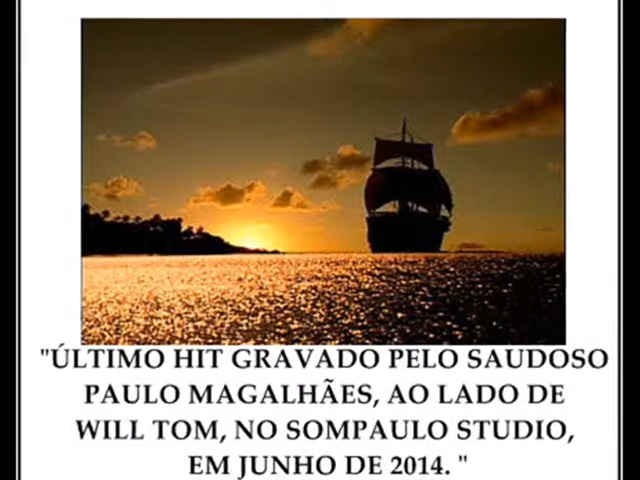 "ÚLTIMO HIT GRAVADO PELO SAUDOSO
PAULO MAGALHÃES, AO LADO DE
WILL TOM, NO SOMPAULO STUDIO,
EM JUNHO DE 2014. "